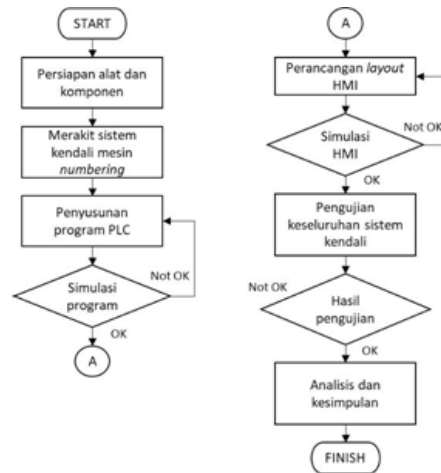 START
Persiapan alat dan
komponen
Merakit sistem
kendali mesin
numbering
Penyusunan
program PLC
Not OK
Simulasi
program
OK
A
A
Perancangan layout
HMI
Simulasi
HMI
Not OK
OK
Pengujian
keseluruhan sistem
kendali
Not OK
Hasil
pengujian
OK
Analisis dan
kesimpulan
FINISH